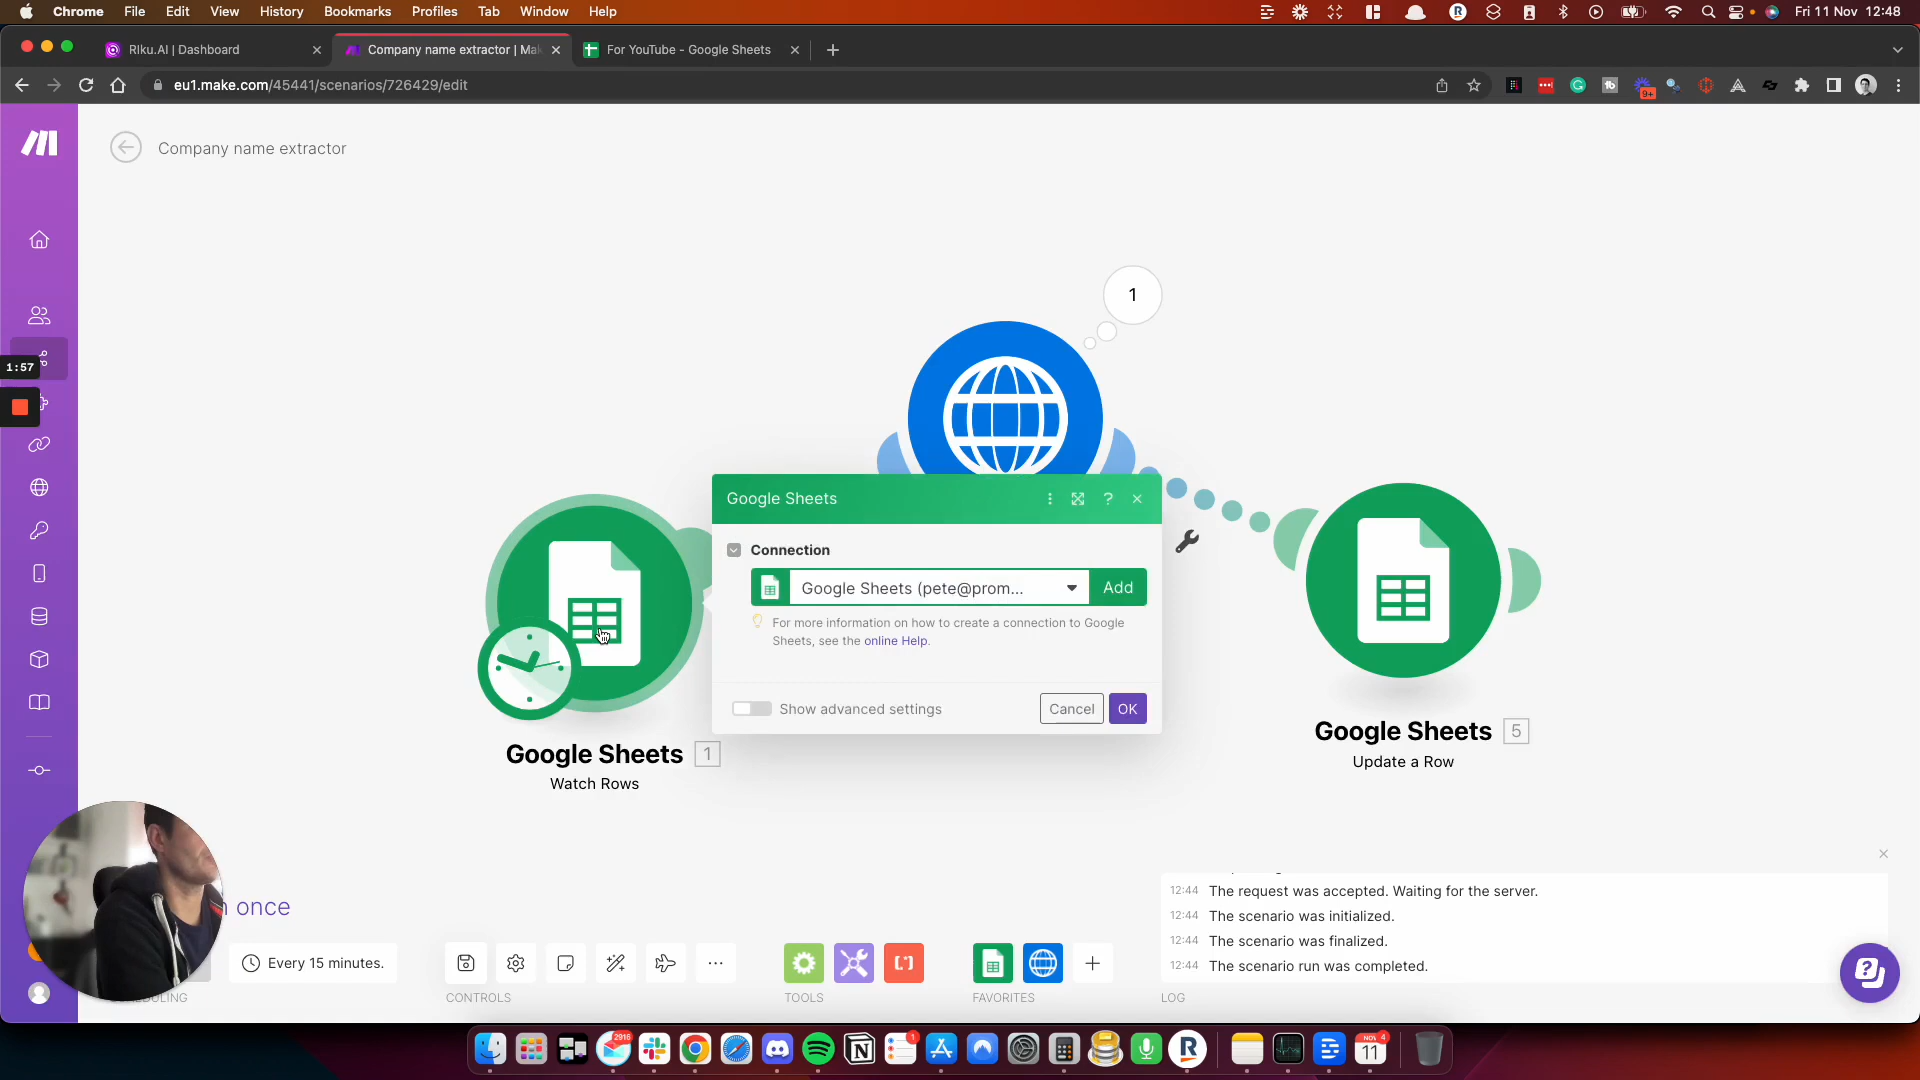 Chrome File Edit View History Bookmarks Profiles Tab Window Help Fri 11 Nov 12:48
RIku.AI | Dashboard
Company name extractor | Mak
For YouTube - Google Sheets
eu1.make.com/45441/scenarios/726429/edit
9+
Company name extractor
1
1:57
Google Sheets
Connection
Google Sheets (pete@prom...
Add
For more information on how to create a connection to Google
Sheets, see the online Help.
Show advanced settings
Cancel
OK
Google Sheets 1
Watch Rows
Google Sheets 5
Update a Row
once
12:44 The request was accepted. Waiting for the server.
12:44 The scenario was initialized.
12:44 The scenario was finalized.
12:44 The scenario run was completed.
Every 15 minutes.
CONTROLS
TOOLS
FAVORITES
LOG
2916
1
NOV 4
11